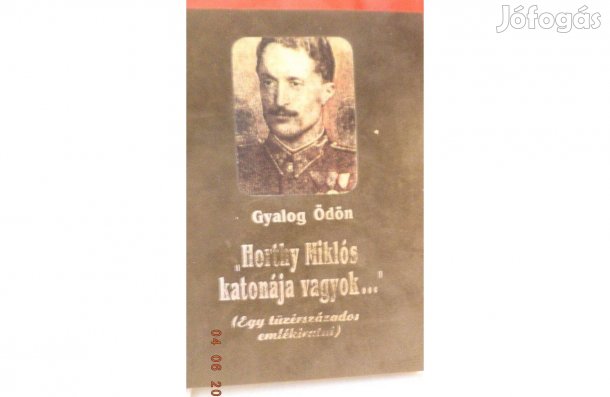 Jófogás
Gyalog Ödön
„Horthy Miklós
katonája vagyok..."
(Egy tüzérszázados
emlékiratai)
04 06 20